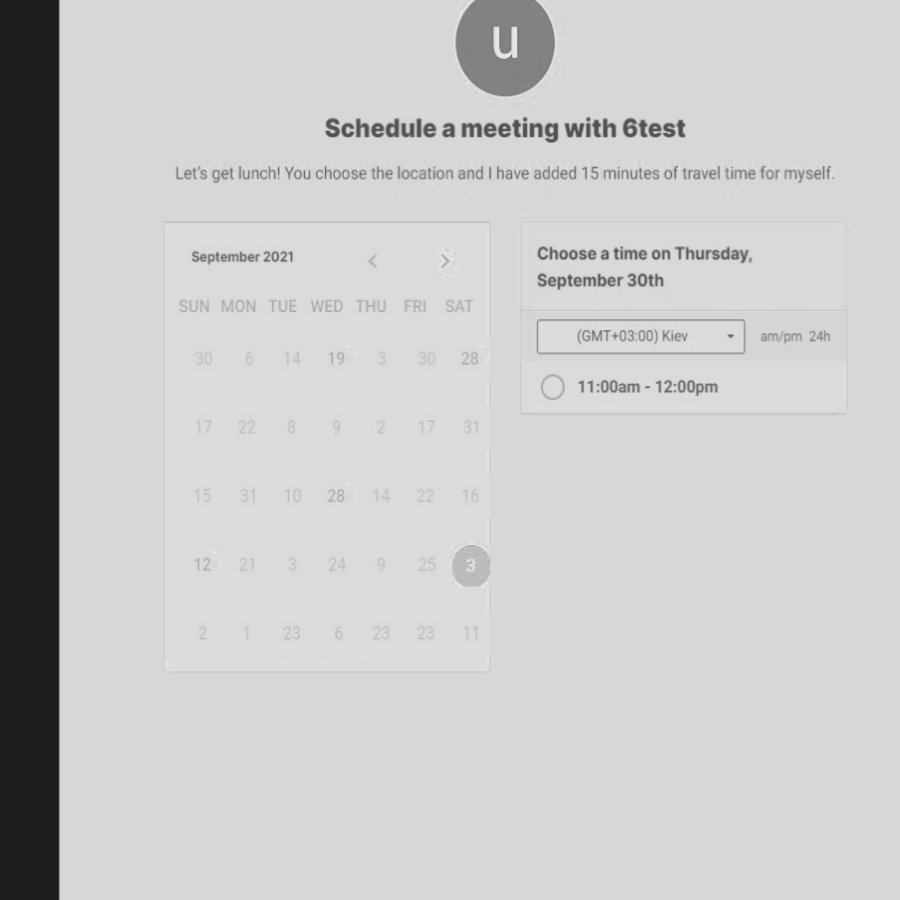 u
Schedule a meeting with 6test
Let's get lunch! You choose the location and I have added 15 minutes of travel time for myself.
September 2021
SUN MON TUE WED THU FRI SAT
30 6 14 19 3 30 28
17 22 8 9 2 17 31
15 31 10 28 14 22 16
12 21 3 24 9 25 3
2 1 23 6 23 23 11
Choose a time on Thursday,
September 30th
(GMT+03:00) Kiev am/pm 24h
11:00am - 12:00pm